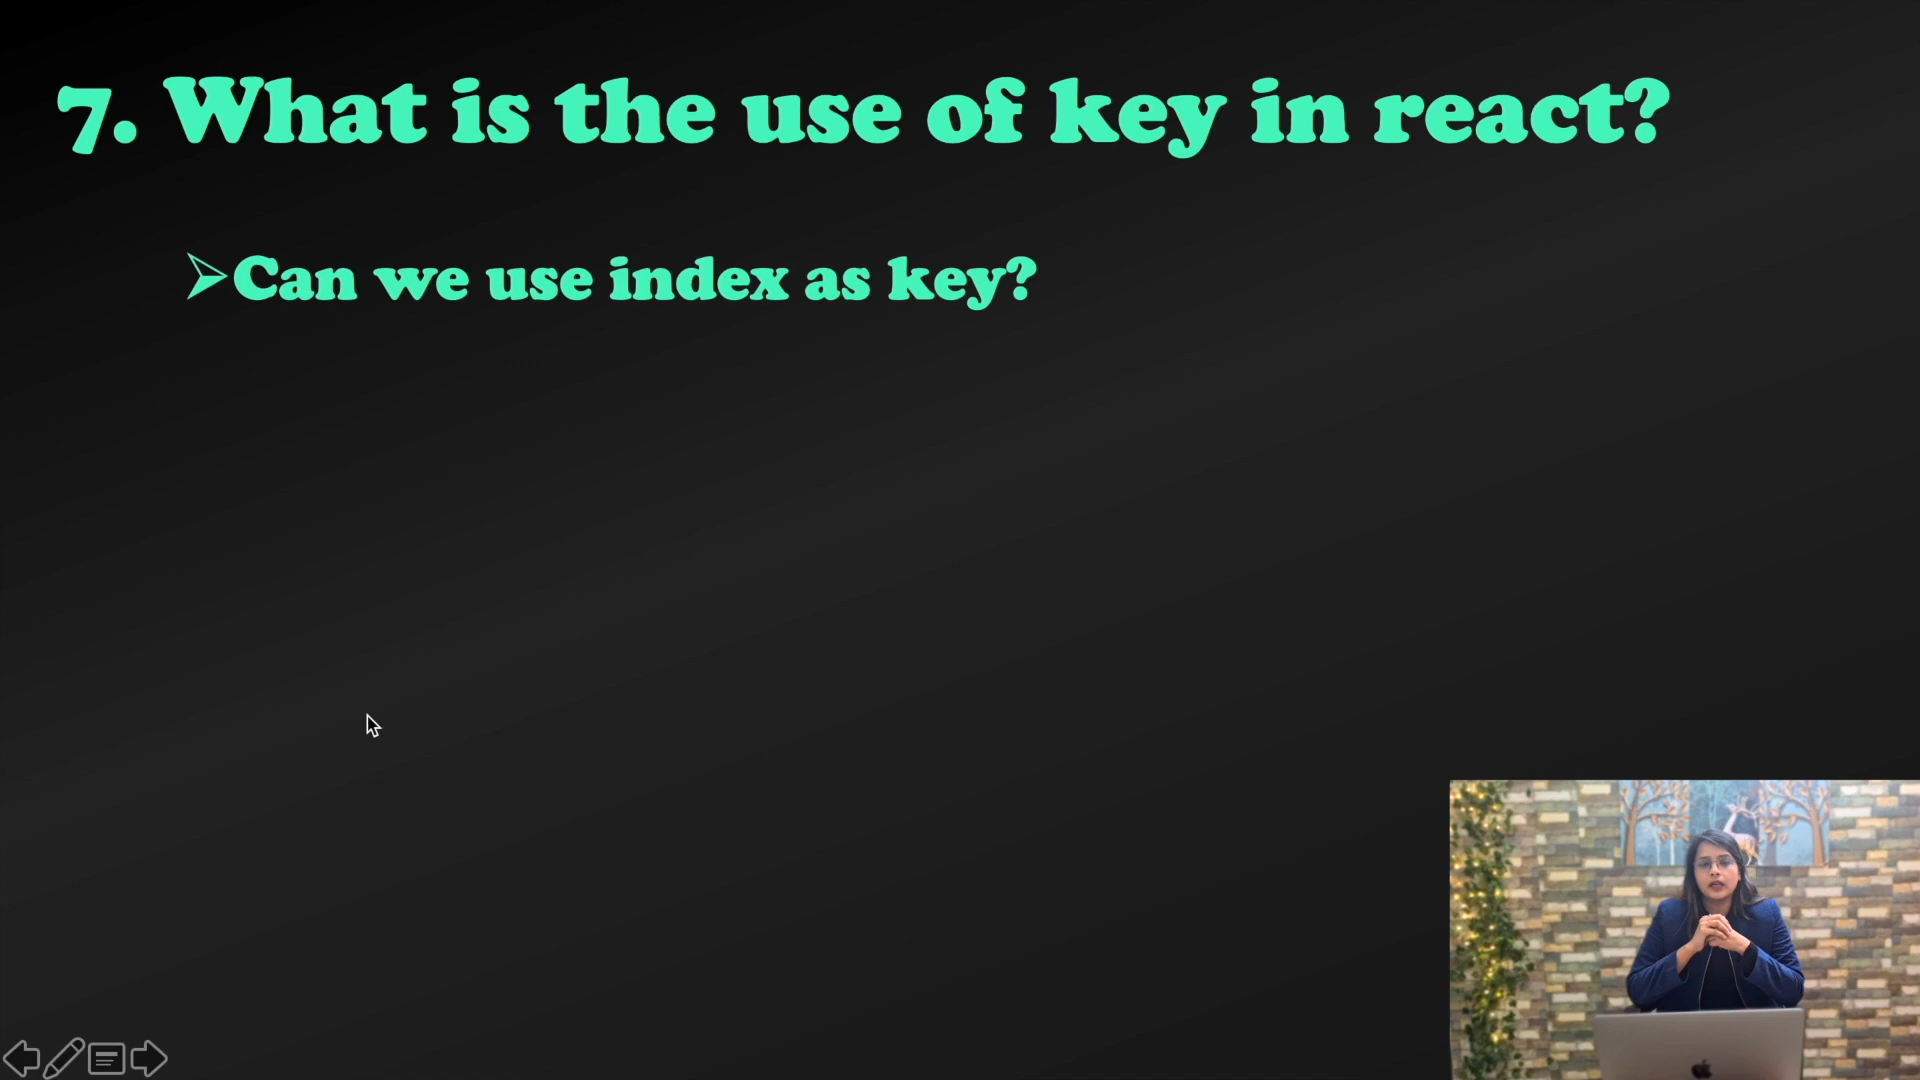 7. What is the use of key in react?
➢Can we use index as key?